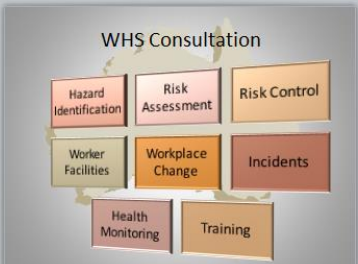 WHS Consultation
Hazard
Identification
Risk
Assessment
Risk Control
Worker
Facilities
Workplace
Change
Incidents
Health
Monitoring
Training